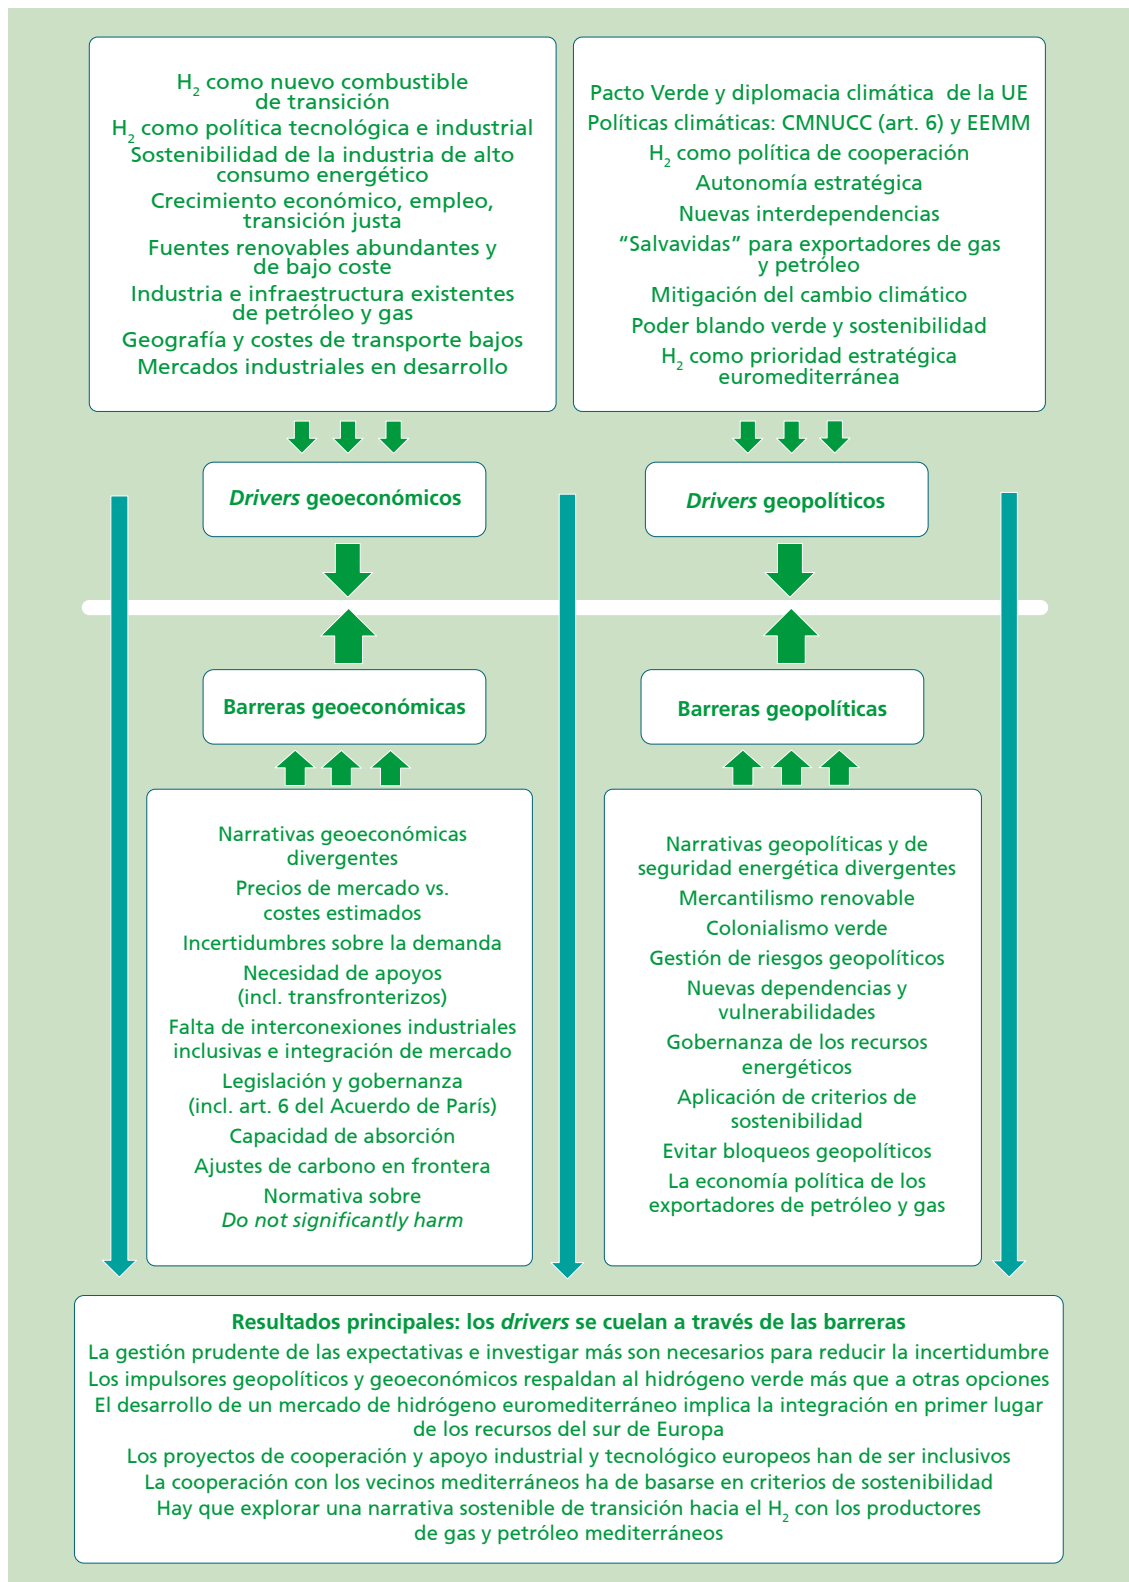 H₂ como nuevo combustible
de transición
H₂ como política tecnológica e industrial
Sostenibilidad de la industria de alto
consumo energético
Crecimiento económico, empleo,
transición justa
Fuentes renovables abundantes y
de bajo coste
Industria e infraestructura existentes
de petróleo y gas
Geografía y costes de transporte bajos
Mercados industriales en desarrollo
Pacto Verde y diplomacia climática de la UE
Políticas climáticas: CMNUCC (art. 6) y EEMM
H₂ como política de cooperación
Autonomía estratégica
Nuevas interdependencias
“Salvavidas” para exportadores de gas
y petróleo
Mitigación del cambio climático
Poder blando verde y sostenibilidad
H₂ como prioridad estratégica
euromediterránea
Drivers geoeconómicos
Drivers geopolíticos
Barreras geoeconómicas
Barreras geopolíticas
Narrativas geoeconómicas
divergentes
Precios de mercado vs.
costes estimados
Incertidumbres sobre la demanda
Necesidad de apoyos
(incl. transfronterizos)
Falta de interconexiones industriales
inclusivas e integración de mercado
Legislación y gobernanza
(incl. art. 6 del Acuerdo de París)
Capacidad de absorción
Ajustes de carbono en frontera
Normativa sobre
Do not significantly harm
Narrativas geopolíticas y de
seguridad energética divergentes
Mercantilismo renovable
Colonialismo verde
Gestión de riesgos geopolíticos
Nuevas dependencias y
vulnerabilidades
Gobernanza de los recursos
energéticos
Aplicación de criterios de
sostenibilidad
Evitar bloqueos geopolíticos
La economía política de los
exportadores de petróleo y gas
Resultados principales: los drivers se cuelan a través de las barreras
La gestión prudente de las expectativas e investigar más son necesarios para reducir la incertidumbre
Los impulsores geopolíticos y geoeconómicos respaldan al hidrógeno verde más que a otras opciones
El desarrollo de un mercado de hidrógeno euromediterráneo implica la integración en primer lugar
de los recursos del sur de Europa
Los proyectos de cooperación y apoyo industrial y tecnológico europeos han de ser inclusivos
La cooperación con los vecinos mediterráneos ha de basarse en criterios de sostenibilidad
Hay que explorar una narrativa sostenible de transición hacia el H₂ con los productores
de gas y petróleo mediterráneos